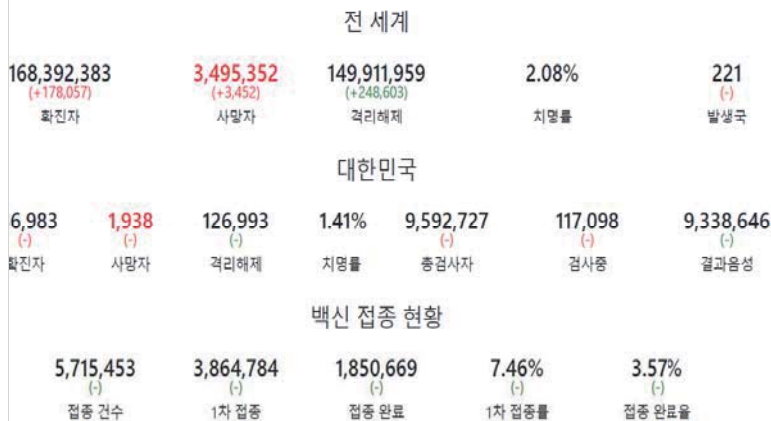 전 세계
168,392,383 3,495,352 149,911,959 2.08% 221
(+178,057) (+3,452) (+248,603) (-)
확진자 사망자 격리해제 치명률 발생국
대한민국
6,983 1,938 126,993 1.41% 9,592,727 117,098 9,338,646
(-) (-) (-) (-) (-) (-)
확진자 사망자 격리해제 치명률 총검사자 검사중 결과음성
백신 접종 현황
5,715,453 3,864,784 1,850,669 7.46% 3.57%
(-) (-) (-) (-) (-)
접종 건수 1차 접종 접종 완료 1차 접종률 접종 완료율